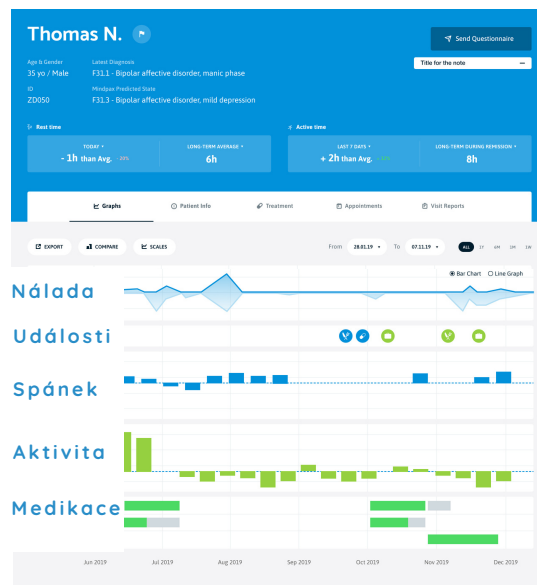 Thomas N.
Send Questionnaire
Age & Gender
Latest Diagnosis
Title for the note
35 yo / Male
F31.1 - Bipolar affective disorder, manic phase
ID
Mindpax Predicted State
ZD050
F31.3 - Bipolar affective disorder, mild depression
Rest time
Active time
TODAY
LONG-TERM AVERAGE
LAST 7 DAYS
LONG-TERM DURING REMISSION
- 1h than Avg. -20%
6h
+ 2h than Avg.
8h
Graphs
Patient Info
Treatment
Appointments
Visit Reports
EXPORT
COMPARE
SCALES
From 28.01.19 To 07.11.19
ALL 1Y 6M 1M 1W
Bar Chart Line Graph
Nálada
Události
Spánek
Aktivita
Medikace
Jun 2019 Jul 2019 Aug 2019 Sep 2019 Oct 2019 Nov 2019 Dec 2019